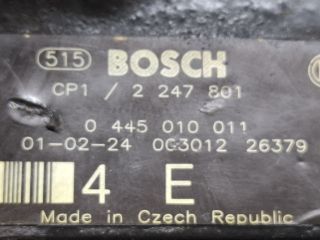 515 BOSCH
CP1 / 2 247 801
0 445 010 011
01-02-24 0G3012 26379
4 E
Made in Czech Republic